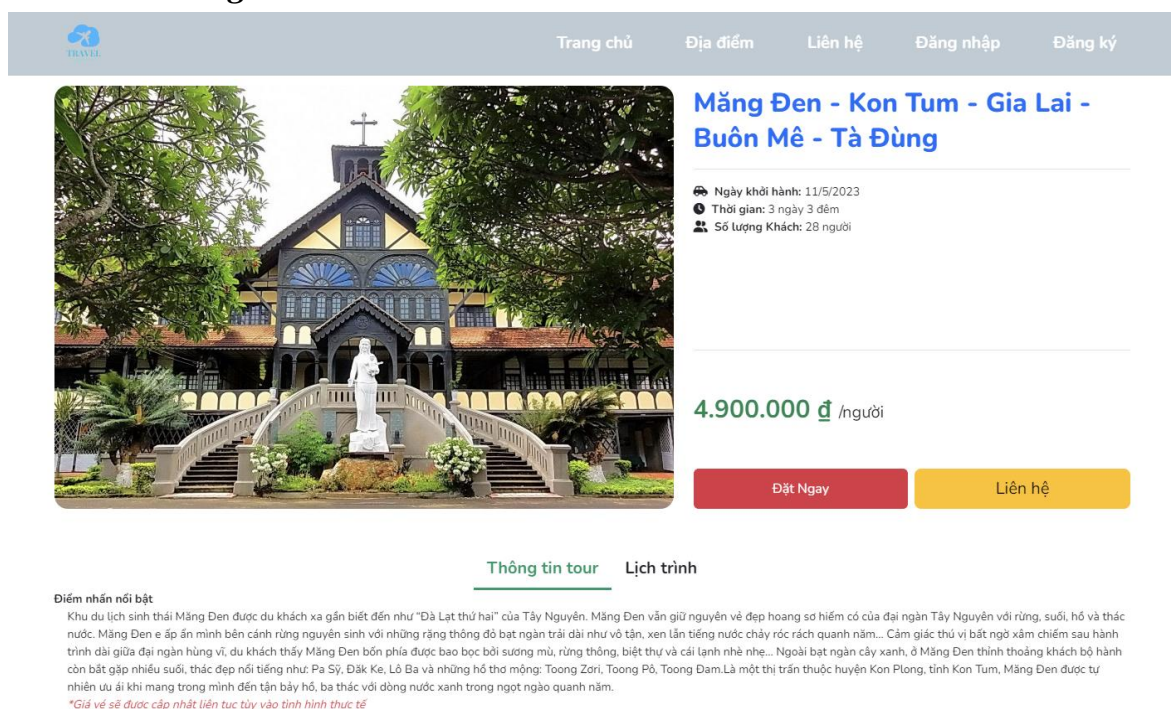 TRAVEL
Trang chủ Địa điểm Liên hệ Đăng nhập Đăng ký
Măng Đen - Kon Tum - Gia Lai -
Buôn Mê - Tà Đùng
Ngày khởi hành: 11/5/2023
Thời gian: 3 ngày 3 đêm
Số lượng Khách: 28 người
4.900.000 ₫ /người
Đặt Ngay Liên hệ
Thông tin tour Lịch trình
Điểm nhấn nổi bật
Khu du lịch sinh thái Măng Đen được du khách xa gần biết đến như “Đà Lạt thứ hai” của Tây Nguyên. Măng Đen vẫn giữ nguyên vẻ đẹp hoang sơ hiếm có của đại ngàn Tây Nguyên với rừng, suối, hồ và thác
nước. Măng Đen e ấp ẩn mình bên cánh rừng nguyên sinh với những rặng thông đỏ bạt ngàn trải dài như vô tận, xen lẫn tiếng nước chảy róc rách quanh năm... Cảm giác thú vị bất ngờ xâm chiếm sau hành
trình dài giữa đại ngàn hùng vĩ, du khách thấy Măng Đen bốn phía được bao bọc bởi sương mù, rừng thông, biệt thự và cái lạnh nhè nhẹ... Ngoài bạt ngàn cây xanh, ở Măng Đen thỉnh thoảng khách bộ hành
còn bắt gặp nhiều suối, thác đẹp nổi tiếng như: Pa Sỹ, Đăk Ke, Lô Ba và những hồ thơ mộng: Toong Zơri, Toong Pô, Toong Đam.Là một thị trấn thuộc huyện Kon Plong, tỉnh Kon Tum, Măng Đen được tự
nhiên ưu ái khi mang trong mình đến tận bảy hồ, ba thác với dòng nước xanh trong ngọt ngào quanh năm.
*Giá vé sẽ được cập nhật liên tục tùy vào tình hình thực tế